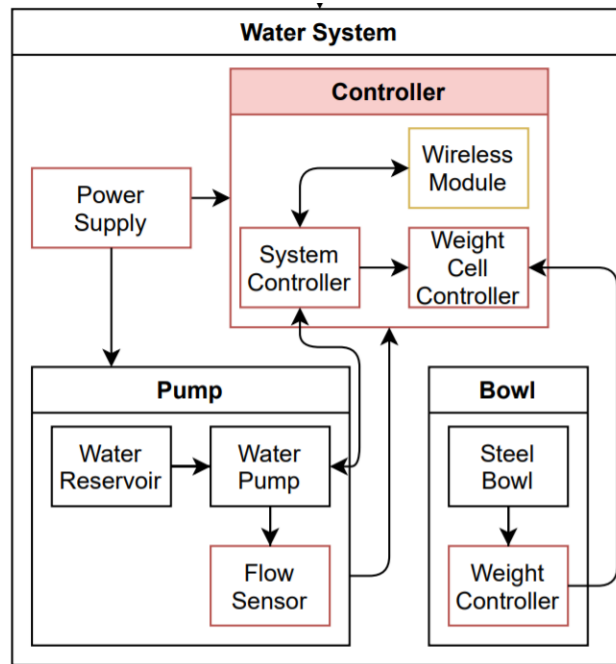 Water System
Controller
Wireless
Module
Power
Supply
System
Controller
Weight
Cell
Controller
Pump
Bowl
Water
Reservoir
Water
Pump
Steel
Bowl
Flow
Sensor
Weight
Controller